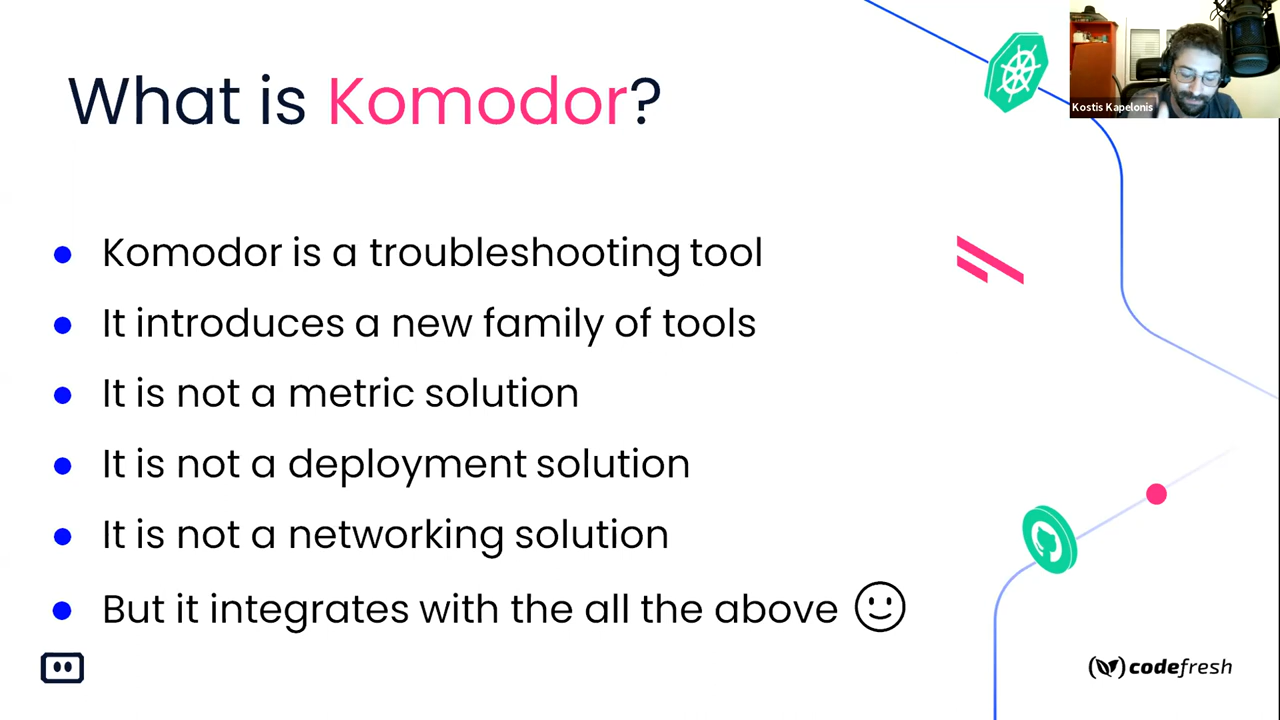 What is Komodor?
Kostis Kapelonis
Komodor is a troubleshooting tool
It introduces a new family of tools
It is not a metric solution
It is not a deployment solution
It is not a networking solution
But it integrates with the all the above
codefresh